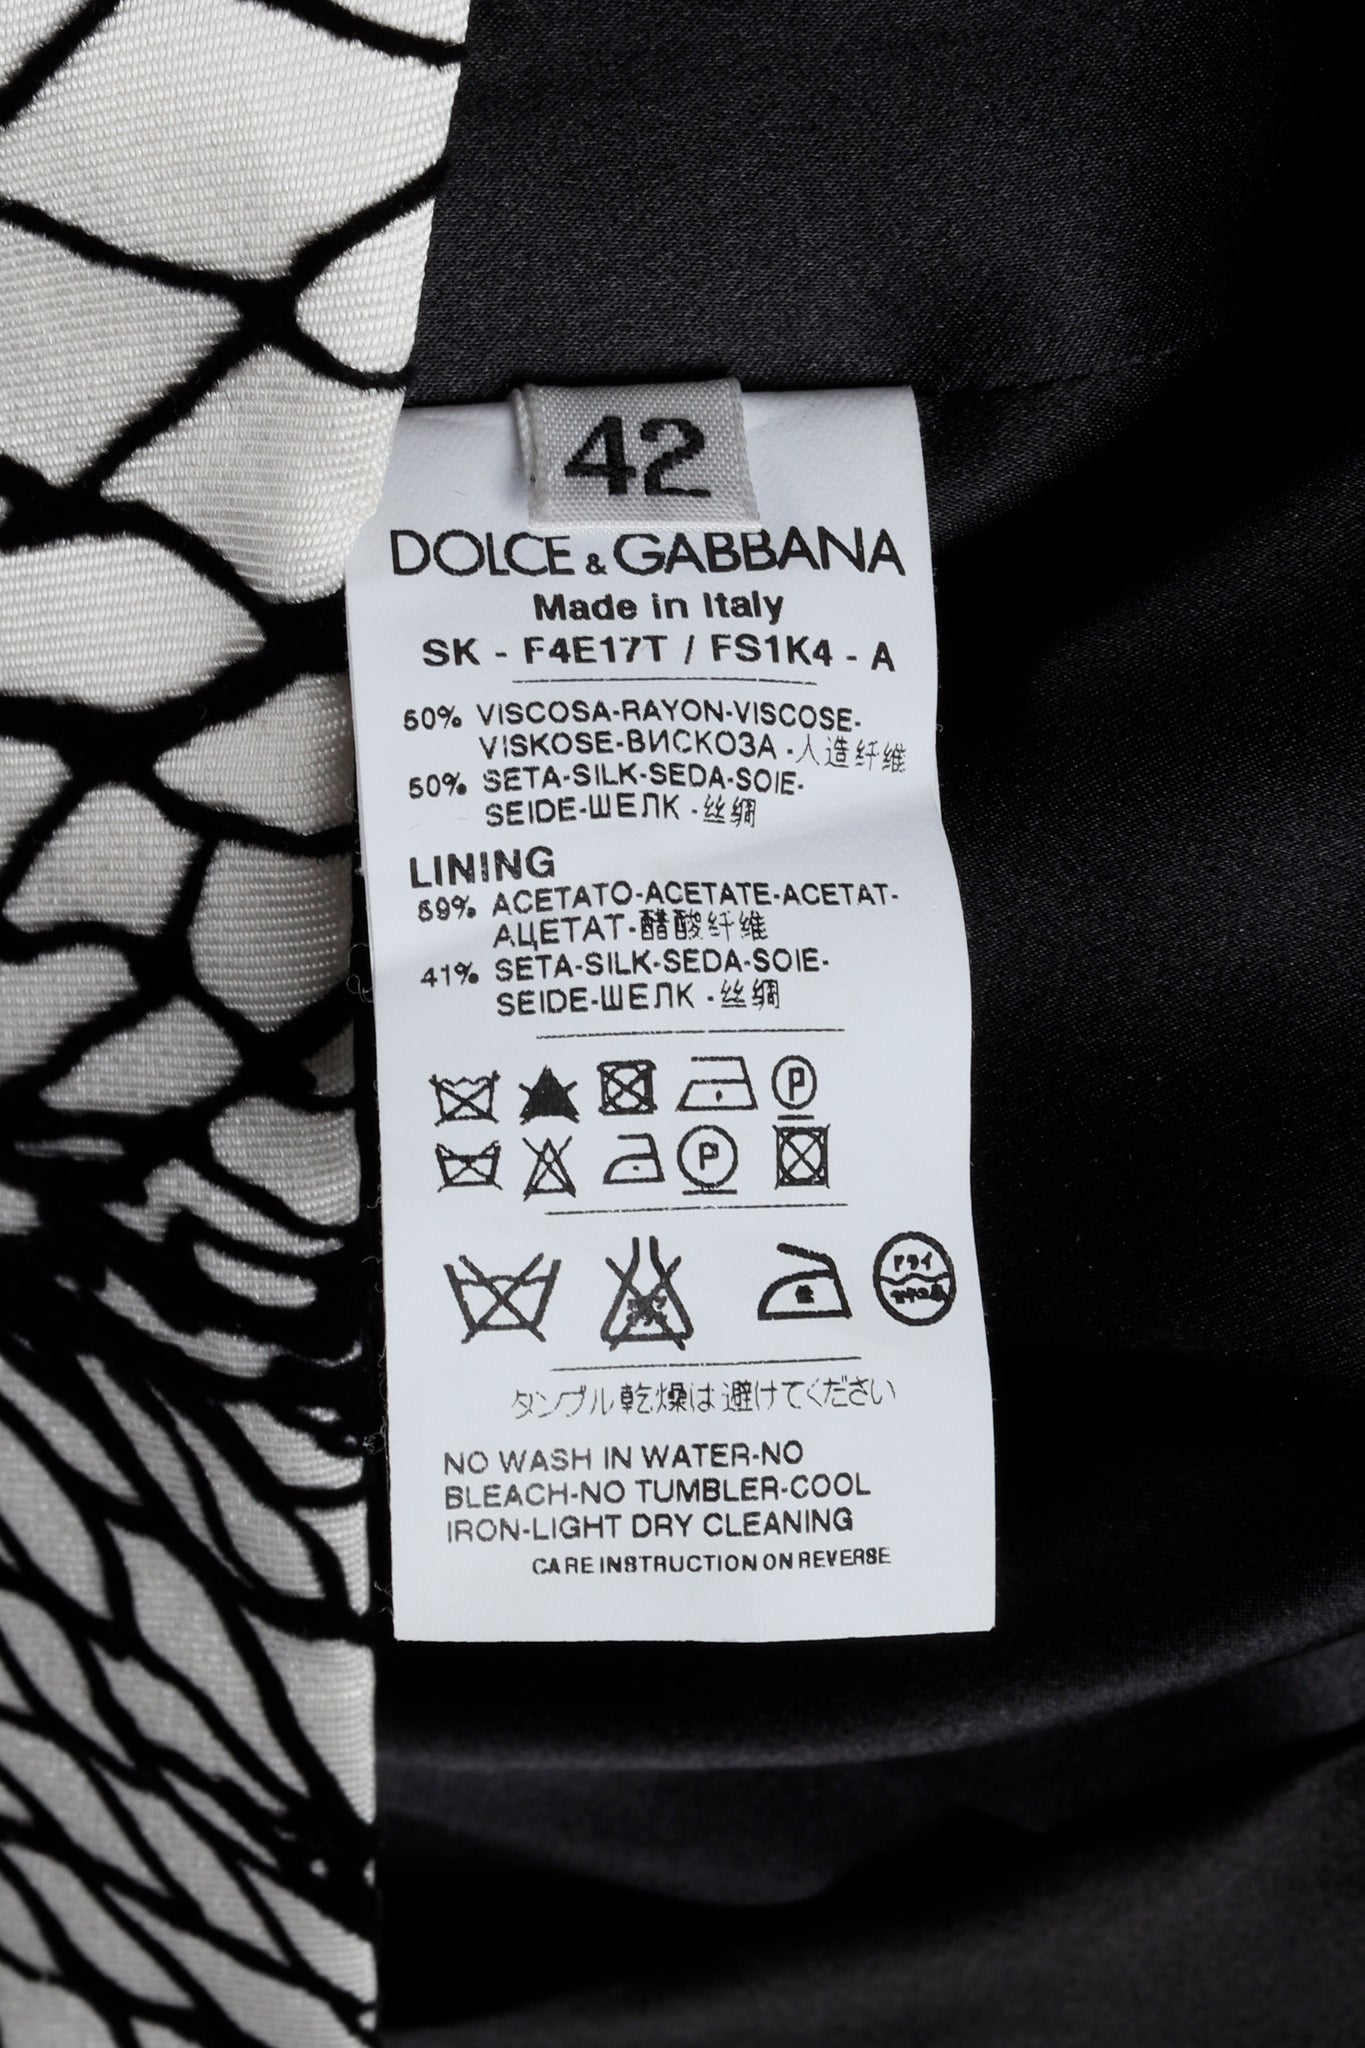 42
DOLCE & GABBANA
Made in Italy
SK - F4E17T / FS1K4 - A
50% VISCOSA-RAYON-VISCOSE-
VISKOSE-ВИСКОЗА -人造纤维
50% SETA-SILK-SEDA-SOIE-
SEIDE-ШЕЛК -丝绸
LINING
59% ACETATO-ACETATE-ACETAT-
АЦЕТАТ-醋酸纤维
41% SETA-SILK-SEDA-SOIE-
SEIDE-ШЕЛК -丝绸
P
P
ドライ
タンブル乾燥は避けてください
NO WASH IN WATER-NO
BLEACH-NO TUMBLER-COOL
IRON-LIGHT DRY CLEANING
CARE INSTRUCTION ON REVERSE